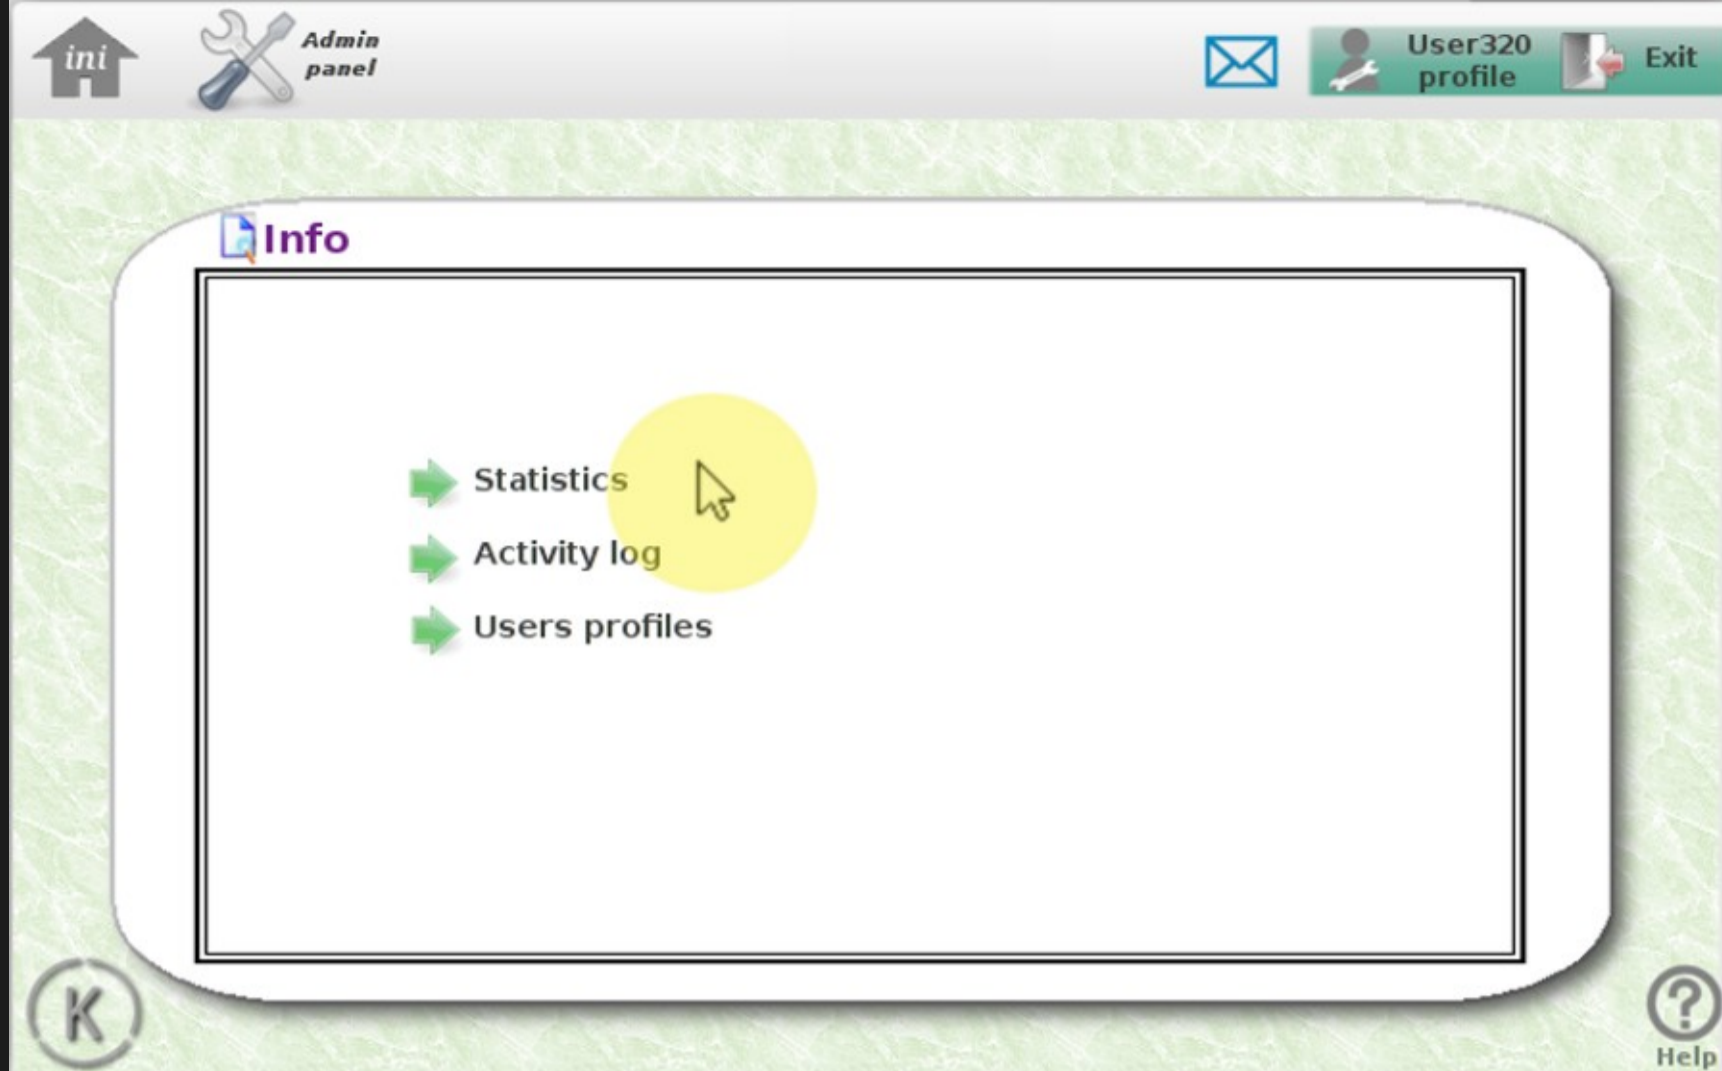 ini
Admin
panel
User320
profile
Exit
Info
Statistics
Activity log
Users profiles
K
?
Help